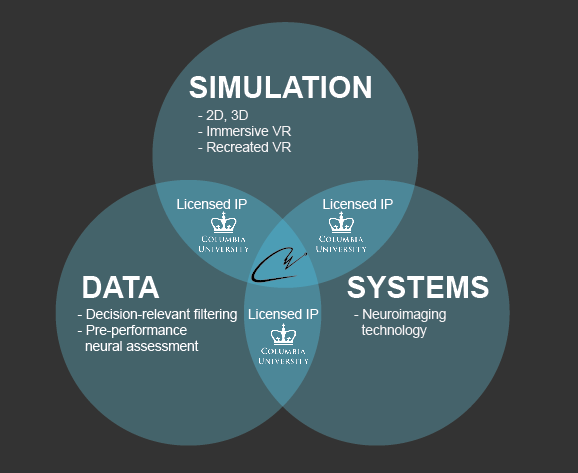 SIMULATION
- 2D, 3D
- Immersive VR
- Recreated VR
Licensed IP
COLUMBIA
UNIVERSITY
Licensed IP
COLUMBIA
UNIVERSITY
DATA
- Decision-relevant filtering
- Pre-performance
neural assessment
SYSTEMS
- Neuroimaging
technology
Licensed IP
COLUMBIA
UNIVERSITY